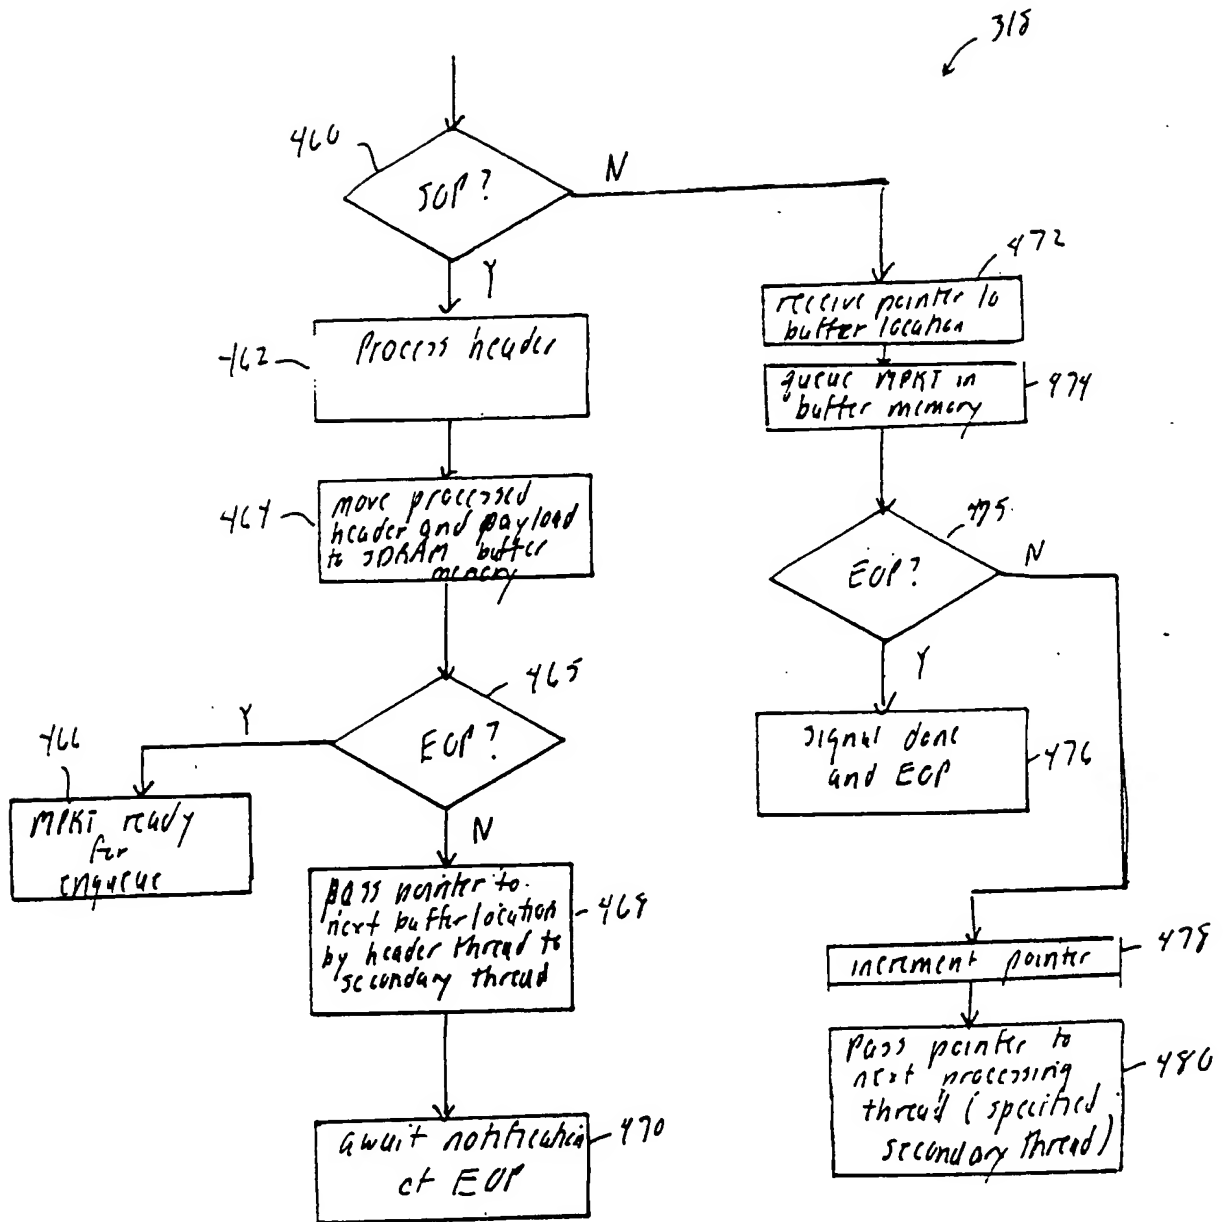 318
460
SOP?
N
Y
462
Process header
472
receive pointer to
buffer location
queue MPKT in
buffer memory
474
464
move processed
header and payload
to SDRAM buffer
memory
475
EOP?
N
Y
465
EOP?
Y
N
466
MPKT ready
for
enqueue
signal done
and EOP
476
pass pointer to
next buffer location
by header thread to
secondary thread
468
increment pointer
478
Pass pointer to
next processing
thread (specified
secondary thread)
480
await notification
of EOP
470